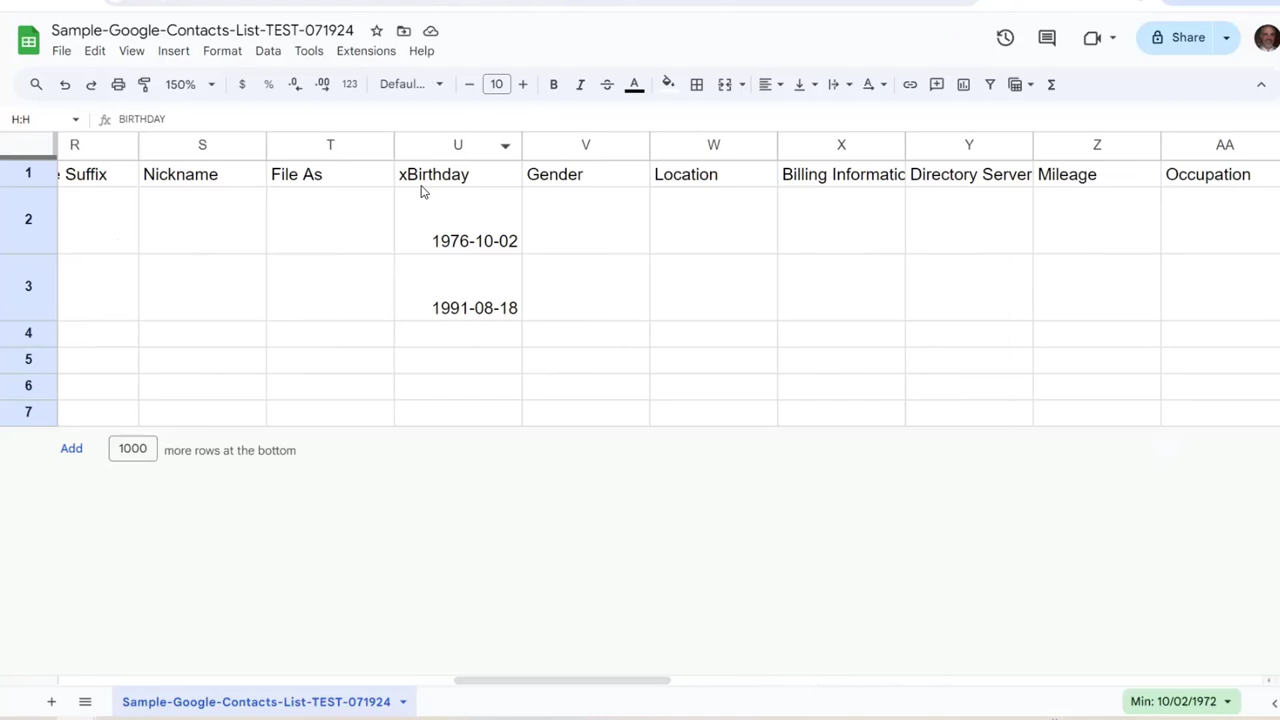 Sample-Google-Contacts-List-TEST-071924
File Edit View Insert Format Data Tools Extensions Help
Share
150% $ % .0 .00 123 Defaul... 10 B I A
H:H fx BIRTHDAY
R S T U V W X Y Z AA
1 Suffix Nickname File As xBirthday Gender Location Billing Informatic Directory Server Mileage Occupation
2 1976-10-02
3 1991-08-18
4
5
6
7
Add 1000 more rows at the bottom
Sample-Google-Contacts-List-TEST-071924 Min: 10/02/1972